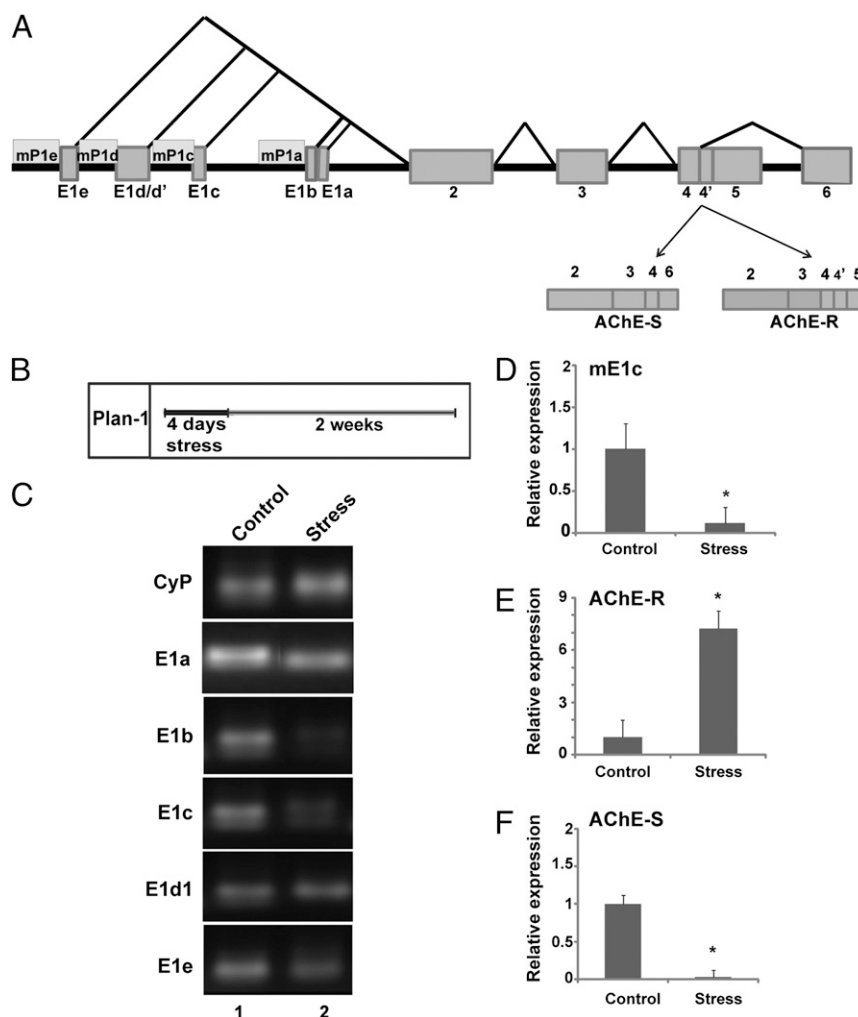 A
mP1e mP1d mP1c mP1a
E1e E1d/d' E1c E1b E1a 2 3 4 4' 5 6
2 3 4 6
AChE-S
2 3 4 4' 5
AChE-R
B
Plan-1
4 days
stress
2 weeks
C
Control Stress
CyP
E1a
E1b
E1c
E1d1
E1e
1 2
D
mE1c
Relative expression
2
1,5
1
0.5
0
*
Control Stress
E
AChE-R
Relative expression
9
6
3
0
*
Control Stress
F
AChE-S
Relative expression
2
1.5
1
0.5
0
*
Control Stress